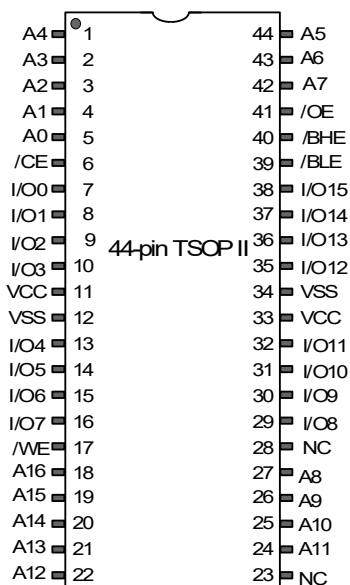 A4 1 44 A5
A3 2 43 A6
A2 3 42 A7
A1 4 41 /OE
A0 5 40 /BHE
/CE 6 39 /BLE
I/O0 7 38 I/O15
I/O1 8 37 I/O14
I/O2 9 36 I/O13
44-pin TSOP II
I/O3 10 35 I/O12
VCC 11 34 VSS
VSS 12 33 VCC
I/O4 13 32 I/O11
I/O5 14 31 I/O10
I/O6 15 30 I/O9
I/O7 16 29 I/O8
/WE 17 28 NC
A16 18 27 A8
A15 19 26 A9
A14 20 25 A10
A13 21 24 A11
A12 22 23 NC